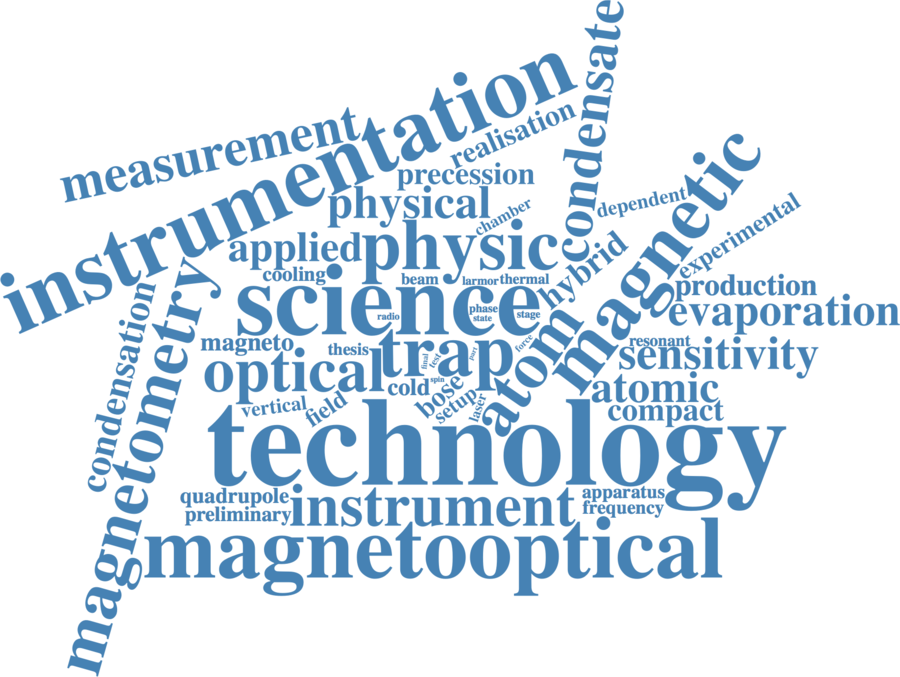 condensate
instrumentation
measurement
realisation
precession
magnetic
physical
chamber
dependent
experimental
applied
physic
hybrid
cooling
beam
larmor
thermal
production
condensation
magnetometry
science
radio
phase
state
stage
evaporation
magneto
thesis
trap
force
resonant
sensitivity
optical
final
test
part
atom
cold
spin
bose
atomic
vertical
field
setup
laser
compact
technology
quadrupole
preliminary
instrument
apparatus
frequency
magnetooptical